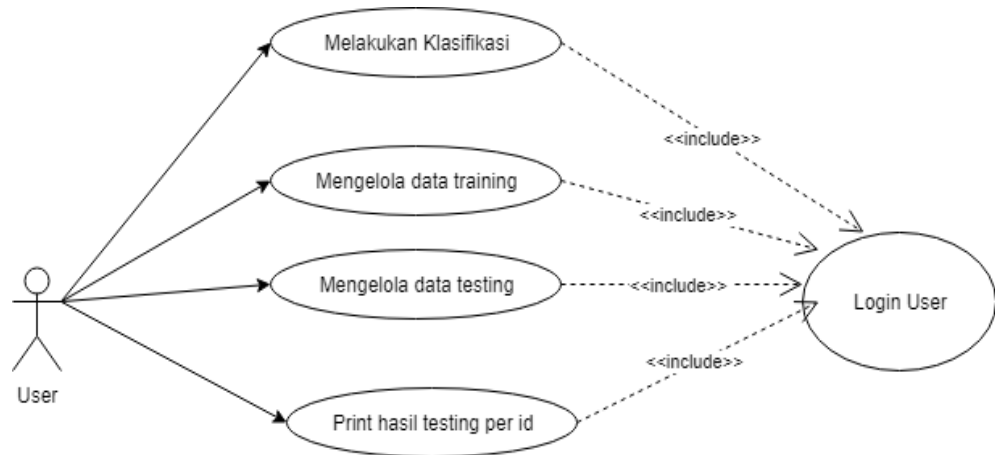 Melakukan Klasifikasi
<<include>>
Mengelola data training
<<include>>
Mengelola data testing
<<include>>
Login User
<<include>>
User
Print hasil testing per id